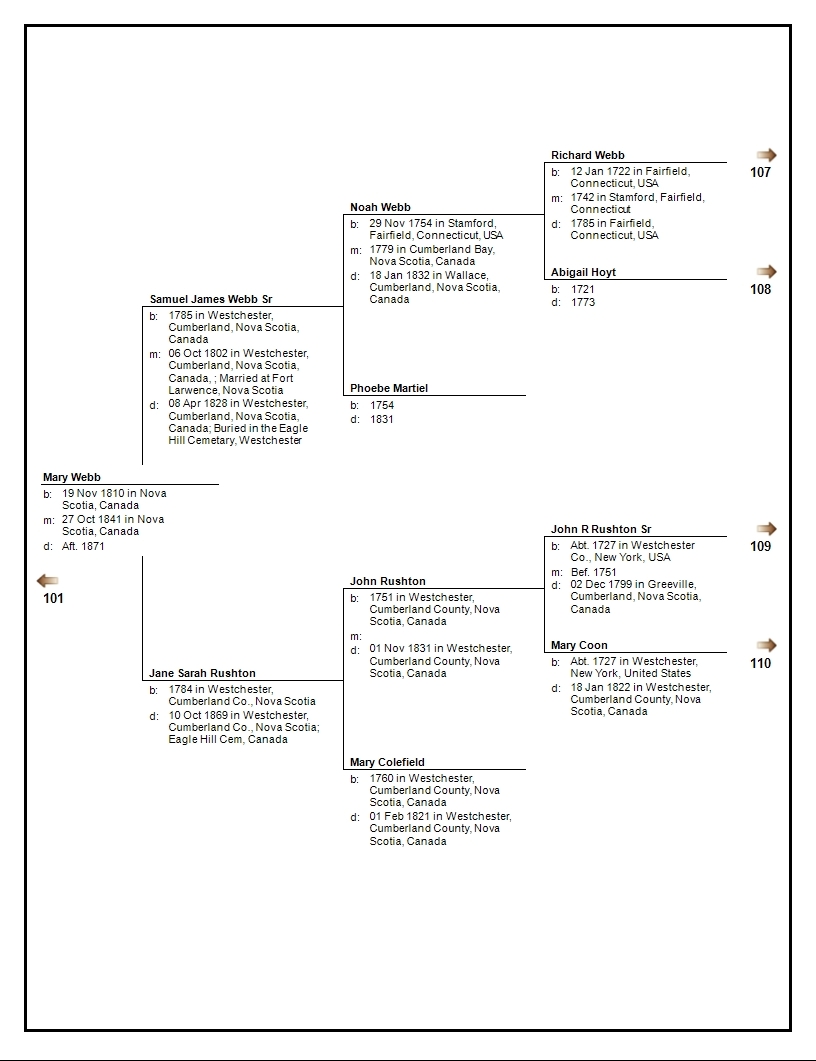 Richard Webb
b: 12 Jan 1722 in Fairfield,
Connecticut, USA
m: 1742 in Stamford, Fairfield,
Connecticut
d: 1785 in Fairfield,
Connecticut, USA
107
Noah Webb
b: 29 Nov 1754 in Stamford,
Fairfield, Connecticut, USA
m: 1779 in Cumberland Bay,
Nova Scotia, Canada
d: 18 Jan 1832 in Wallace,
Cumberland, Nova Scotia,
Canada
Abigail Hoyt
b: 1721
d: 1773
108
Samuel James Webb Sr
b: 1785 in Westchester,
Cumberland, Nova Scotia,
Canada
m: 06 Oct 1802 in Westchester,
Cumberland, Nova Scotia,
Canada, ; Married at Fort
Larwence, Nova Scotia
d: 08 Apr 1828 in Westchester,
Cumberland, Nova Scotia,
Canada; Buried in the Eagle
Hill Cemetary, Westchester
Phoebe Martiel
b: 1754
d: 1831
Mary Webb
b: 19 Nov 1810 in Nova
Scotia, Canada
m: 27 Oct 1841 in Nova
Scotia, Canada
d: Aft. 1871
101
John R Rushton Sr
b: Abt. 1727 in Westchester
Co., New York, USA
m: Bef. 1751
d: 02 Dec 1799 in Greeville,
Cumberland, Nova Scotia,
Canada
109
John Rushton
b: 1751 in Westchester,
Cumberland County, Nova
Scotia, Canada
m:
d: 01 Nov 1831 in Westchester,
Cumberland County, Nova
Scotia, Canada
Mary Coon
b: Abt. 1727 in Westchester,
New York, United States
d: 18 Jan 1822 in Westchester,
Cumberland County, Nova
Scotia, Canada
110
Jane Sarah Rushton
b: 1784 in Westchester,
Cumberland Co., Nova Scotia
d: 10 Oct 1869 in Westchester,
Cumberland Co., Nova Scotia;
Eagle Hill Cem, Canada
Mary Colefield
b: 1760 in Westchester,
Cumberland County, Nova
Scotia, Canada
d: 01 Feb 1821 in Westchester,
Cumberland County, Nova
Scotia, Canada